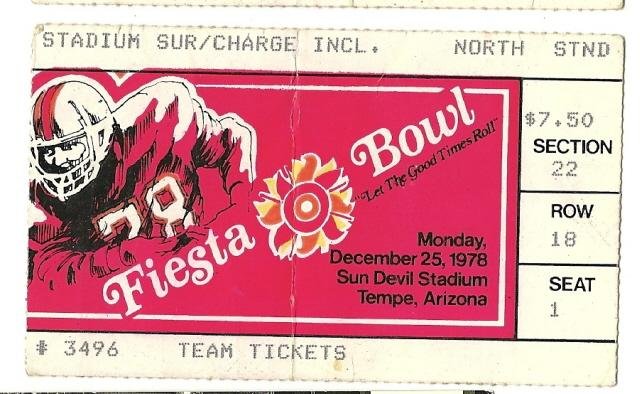 STADIUM SUR/CHARGE INCL. NORTH STND
$7.50
SECTION
22
ROW
18
SEAT
1
Fiesta Bowl
"Let The Good Times Roll"
Monday,
December 25, 1978
Sun Devil Stadium
Tempe, Arizona
78
# 3496 TEAM TICKETS